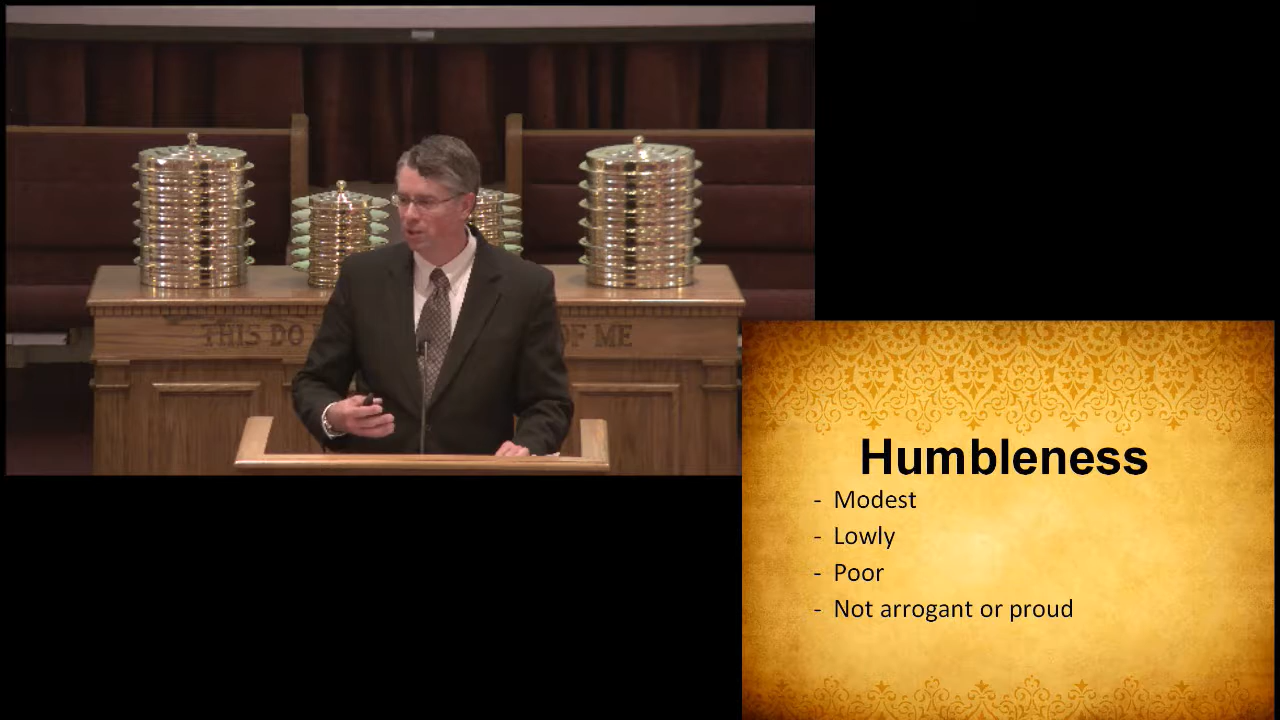 THIS DO
OF ME
Humbleness
- Modest
- Lowly
- Poor
- Not arrogant or proud